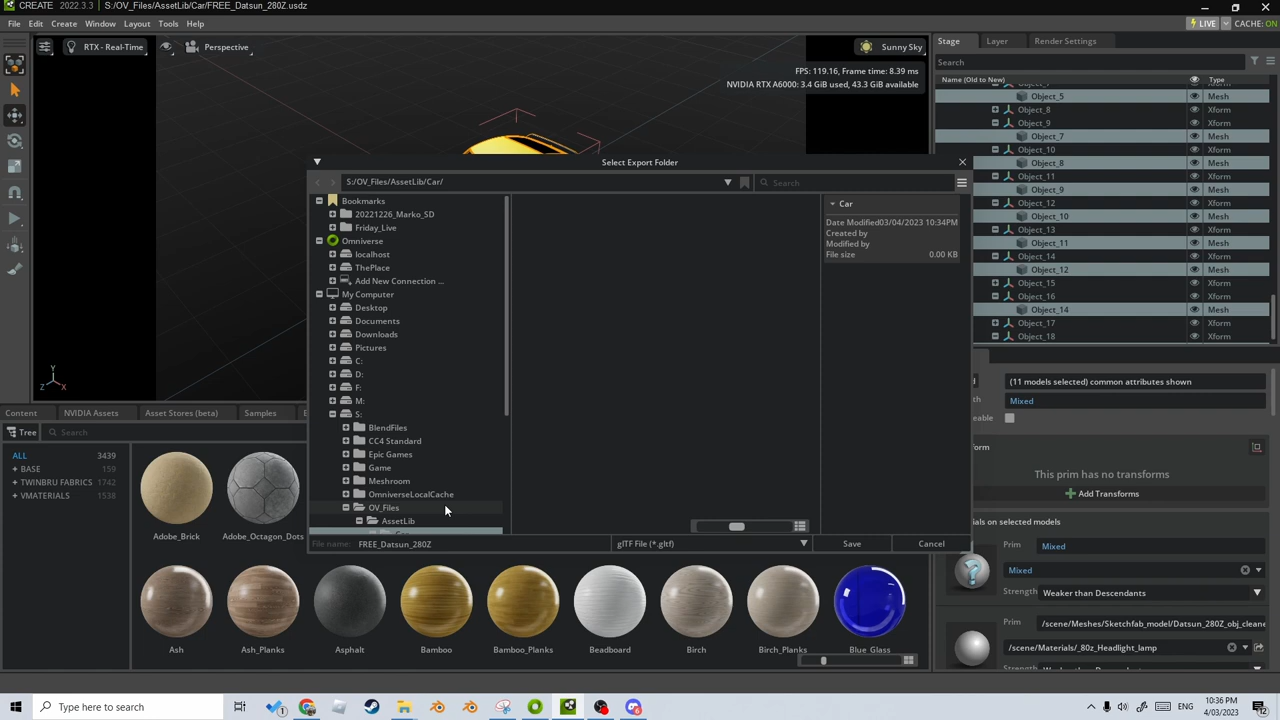 CREATE 2022.3.3 S:/OV_Files/AssetLib/Car/FREE_Datsun_280Z.usdz
File Edit Create Window Layout Tools Help
LIVE CACHE: ON
RTX - Real-Time
Perspective
Sunny Sky
FPS: 119.16, Frame time: 8.39 ms
NVIDIA RTX A6000: 3.4 GiB used, 43.3 GiB available
Y
Z X
Stage Layer Render Settings
Search
Name (Old to New) Type
Object_5 Mesh
Object_8 Xform
Object_9 Xform
Object_7 Mesh
Object_10 Xform
Object_8 Mesh
Object_11 Xform
Object_9 Mesh
Object_12 Xform
Object_10 Mesh
Object_13 Xform
Object_11 Mesh
Object_14 Xform
Object_12 Mesh
Object_15 Xform
Object_16 Xform
Object_14 Mesh
Object_17 Xform
Object_18 Xform
Select Export Folder
S:/OV_Files/AssetLib/Car/
Search
Bookmarks
20221226_Marko_SD
Friday_Live
Omniverse
localhost
ThePlace
Add New Connection ...
My Computer
Desktop
Documents
Downloads
Pictures
C:
D:
F:
M:
S:
BlendFiles
CC4 Standard
Epic Games
Game
Meshroom
OmniverseLocalCache
OV_Files
AssetLib
Car
Date Modified03/04/2023 10:34PM
Created by
Modified by
File size 0.00 KB
File name: FREE_Datsun_280Z
glTF File (*.gltf)
Save Cancel
(11 models selected) common attributes shown
Mixed
This prim has no transforms
Add Transforms
Prim Mixed
Mixed
Strength Weaker than Descendants
Prim /scene/Meshes/Sketchfab_model/Datsun_280Z_obj_cleane
/scene/Materials/_80z_Headlight_lamp
Content NVIDIA Assets Asset Stores (beta) Samples
Tree Search
ALL 3439
+ BASE 159
+ TWINBRU FABRICS 1742
+ VMATERIALS 1538
Adobe_Brick Adobe_Octagon_Dots
Ash Ash_Planks Asphalt Bamboo Bamboo_Planks Beadboard Birch Birch_Planks Blue_Glass
Type here to search
ENG
10:36 PM
4/03/2023